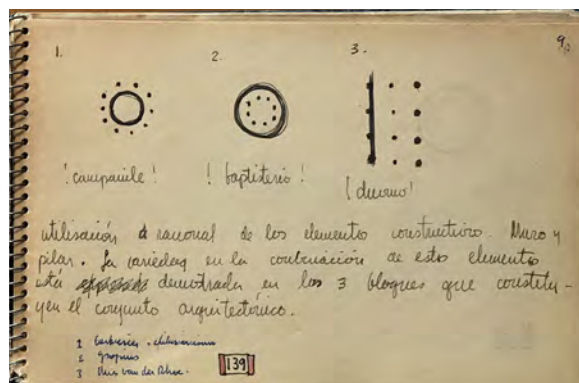 1. 2. 3. 9
¡campanile! ¡baptisterio! ¡duomo!
utilisación racional de los elementos constructivos. Muro y
pilar. La variedad en la combinación de estos elementos
está demostrada en los 3 bloques que constitu-
yen el conjunto arquitectónico.
1
2 Gropius
3 Mies van der Rohe.
139